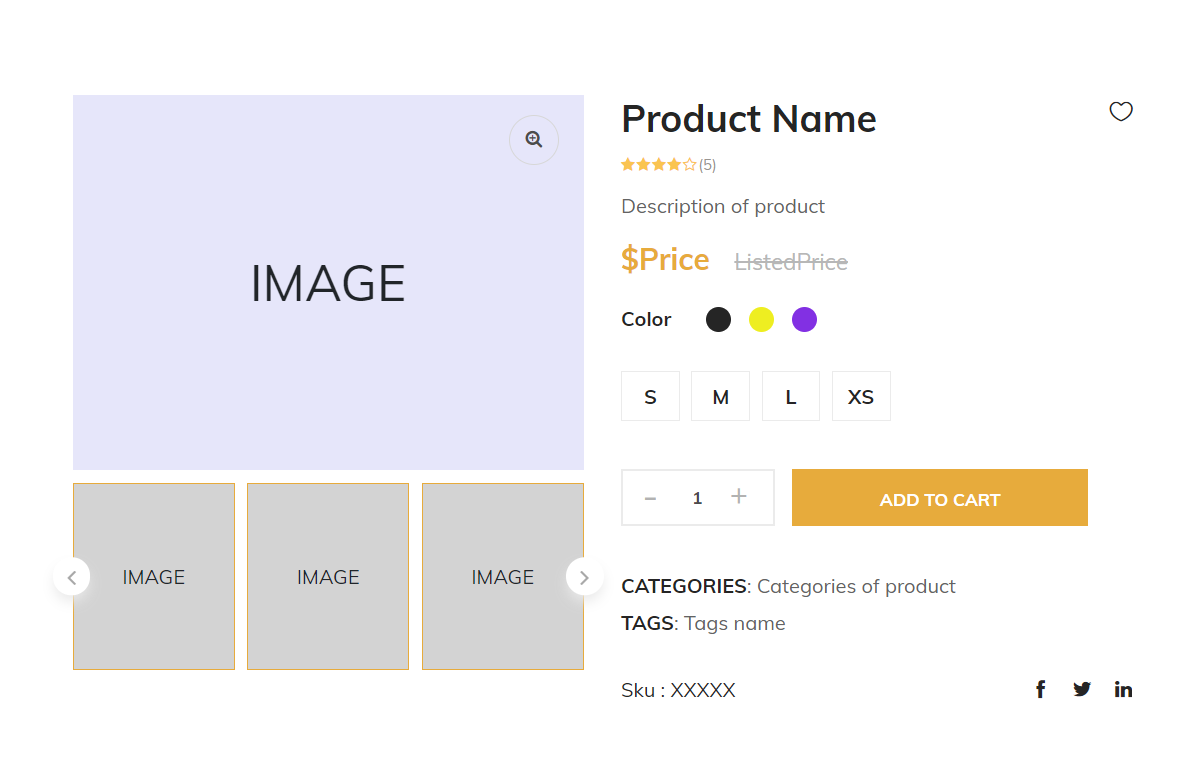 IMAGE
IMAGE
IMAGE
IMAGE
Product Name
(5)
Description of product
$Price ListedPrice
Color
S M L XS
- 1 + ADD TO CART
CATEGORIES: Categories of product
TAGS: Tags name
Sku : XXXXX